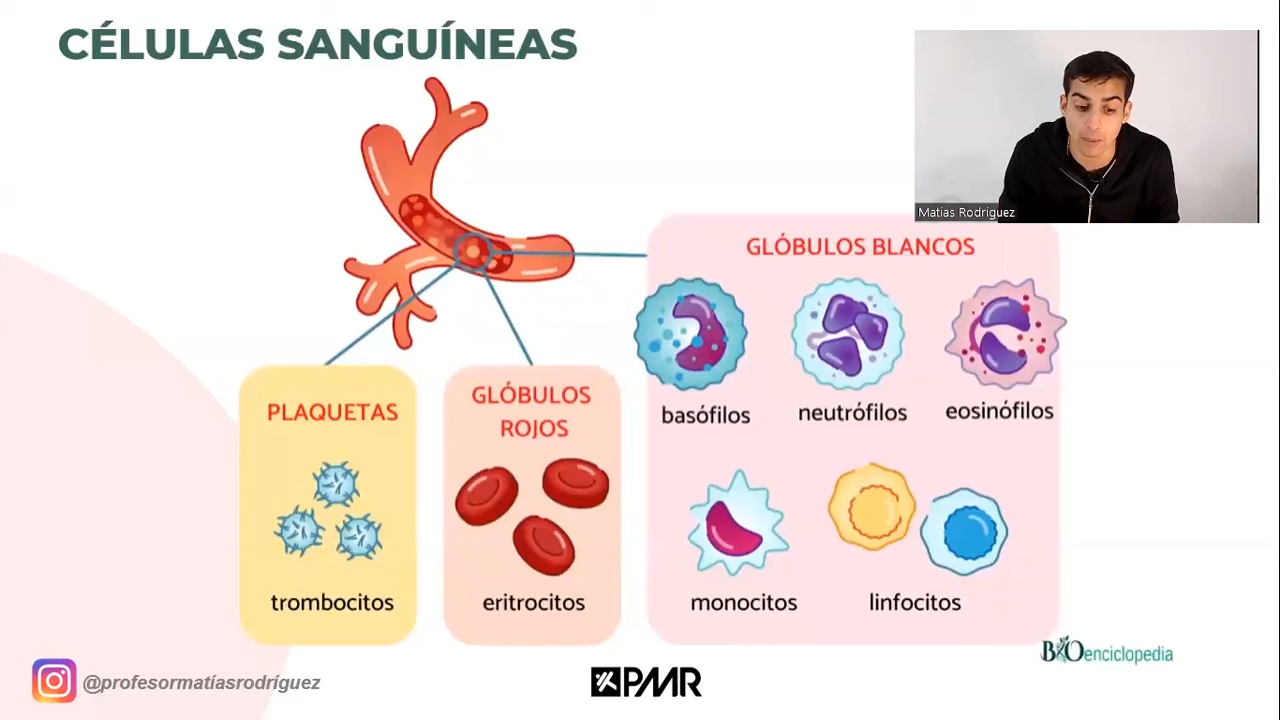 CÉLULAS SANGUÍNEAS
Matias Rodriguez
GLÓBULOS BLANCOS
basófilos
neutrófilos
eosinófilos
PLAQUETAS
GLÓBULOS
ROJOS
trombocitos
eritrocitos
monocitos
linfocitos
BIOenciclopedia
@profesormatíasrodríguez
PMR